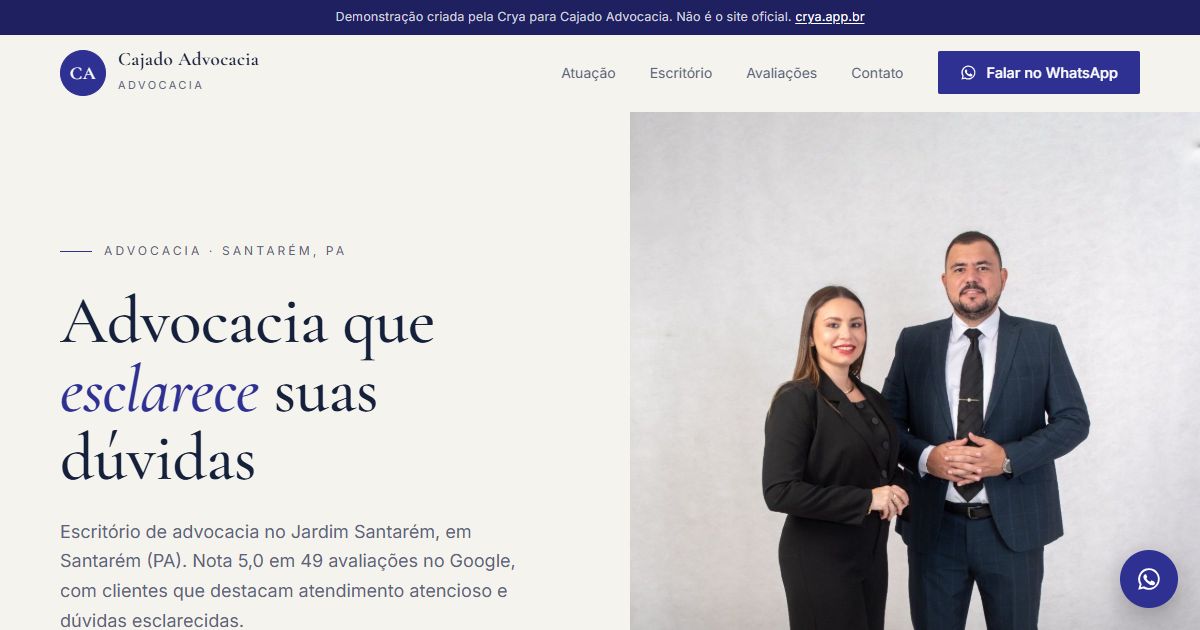 Demonstração criada pela Crya para Cajado Advocacia. Não é o site oficial. crya.app.br
CA
Cajado Advocacia
ADVOCACIA
Atuação
Escritório
Avaliações
Contato
Falar no WhatsApp
ADVOCACIA · SANTARÉM, PA
Advocacia que
esclarece suas
dúvidas
Escritório de advocacia no Jardim Santarém, em
Santarém (PA). Nota 5,0 em 49 avaliações no Google,
com clientes que destacam atendimento atencioso e
dúvidas esclarecidas.